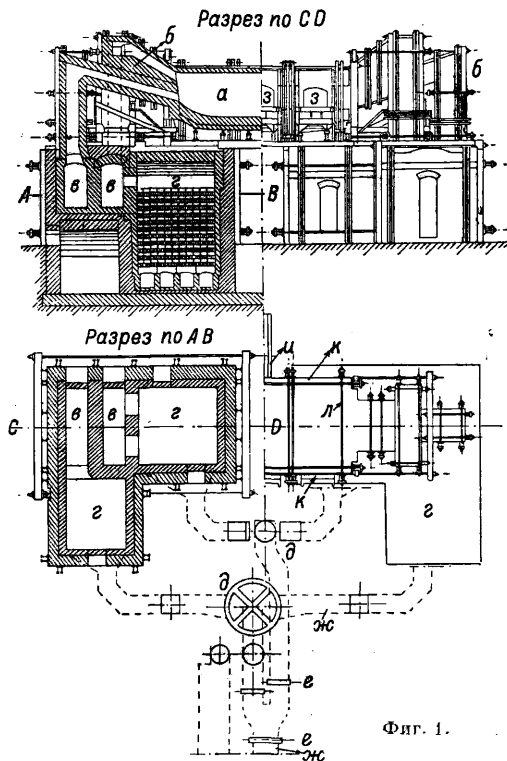 Разрез по CD
б
а
з
з
б
А
в
в
г
В
Разрез по АВ
и
к
С
в
в
г
D
л
к
г
г
д
д
ж
е
е
ж
Фиг. 1.